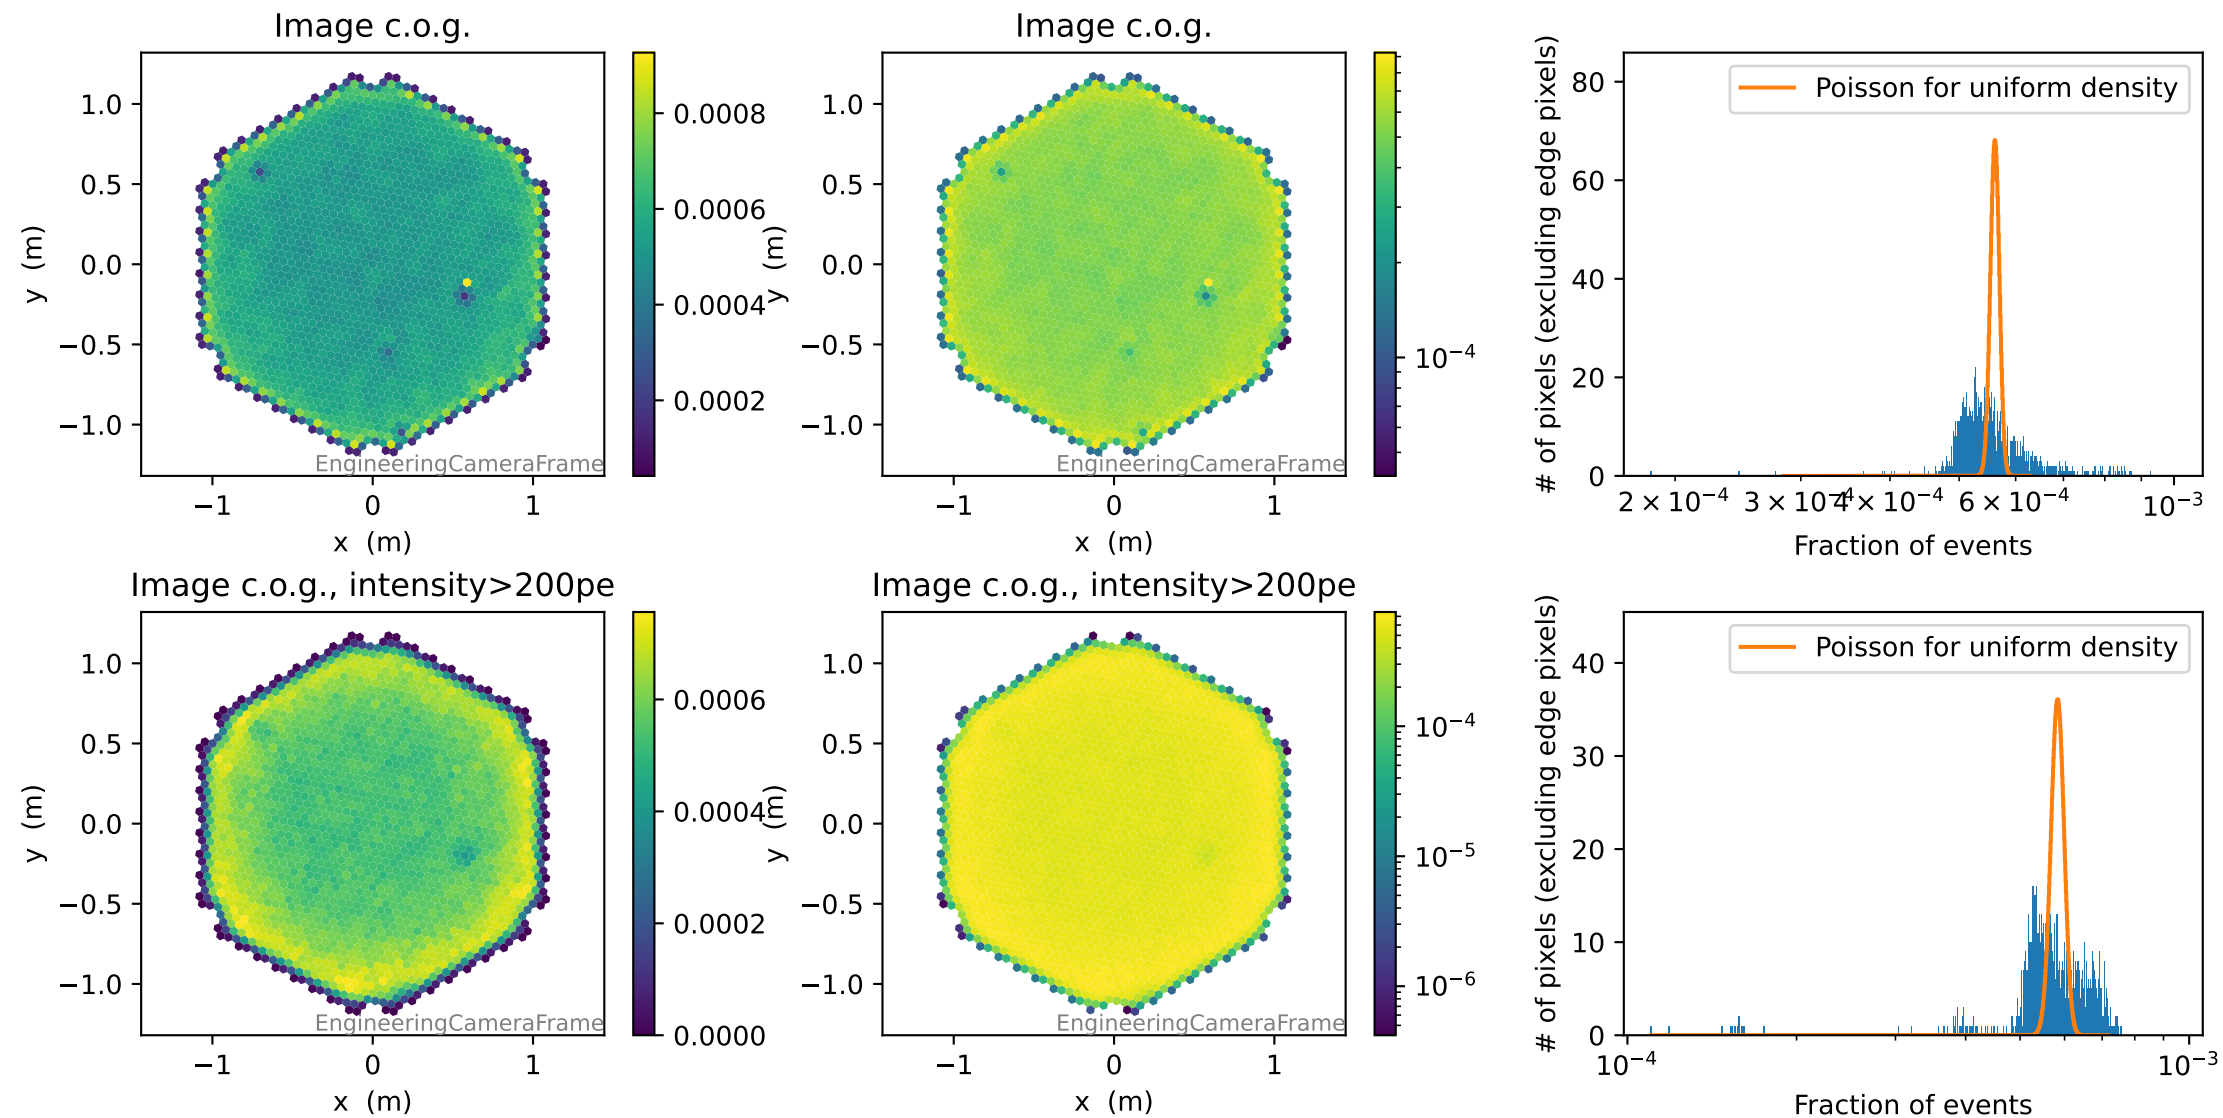 Image c.o.g.
y (m)
1.0
0.5
0.0
−0.5
−1.0
−1 0 1
x (m)
EngineeringCameraFrame
0.0008
0.0006
0.0004
0.0002
Image c.o.g.
y (m)
1.0
0.5
0.0
−0.5
−1.0
−1 0 1
x (m)
EngineeringCameraFrame
10⁻⁴
# of pixels (excluding edge pixels)
80
60
40
20
0
Poisson for uniform density
2 × 10⁻⁴ 3 × 10⁻⁴ 4 × 10⁻⁴ 6 × 10⁻⁴ 10⁻³
Fraction of events
Image c.o.g., intensity>200pe
y (m)
1.0
0.5
0.0
−0.5
−1.0
−1 0 1
x (m)
EngineeringCameraFrame
0.0006
0.0004
0.0002
0.0000
Image c.o.g., intensity>200pe
y (m)
1.0
0.5
0.0
−0.5
−1.0
−1 0 1
x (m)
EngineeringCameraFrame
10⁻⁴
10⁻⁵
10⁻⁶
# of pixels (excluding edge pixels)
40
30
20
10
0
Poisson for uniform density
10⁻⁴ 10⁻³
Fraction of events